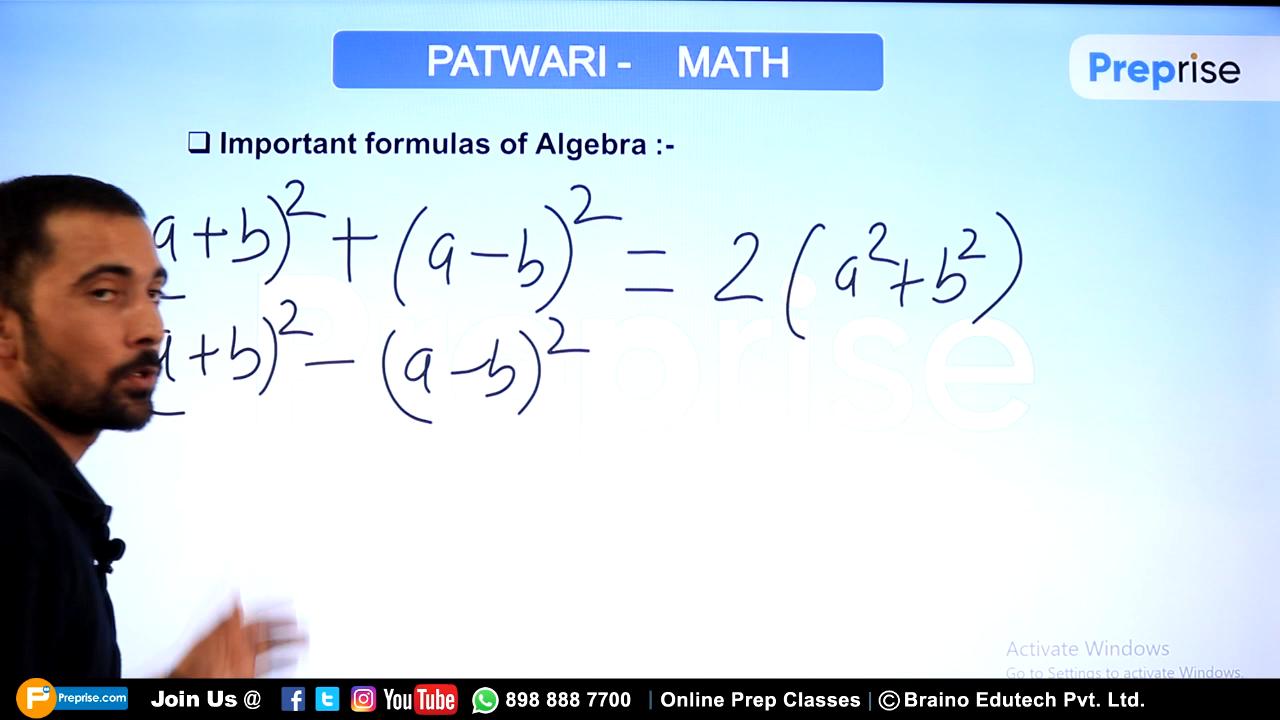 PATWARI - MATH
Preprise
❑ Important formulas of Algebra :-
a+b)² + (a-b)² = 2(a²+b²)
a+b)² - (a-b)²
Preprise
Activate Windows
Go to Settings to activate Windows.
Preprise.com Join Us @ You Tube 898 888 7700 | Online Prep Classes | © Braino Edutech Pvt. Ltd.